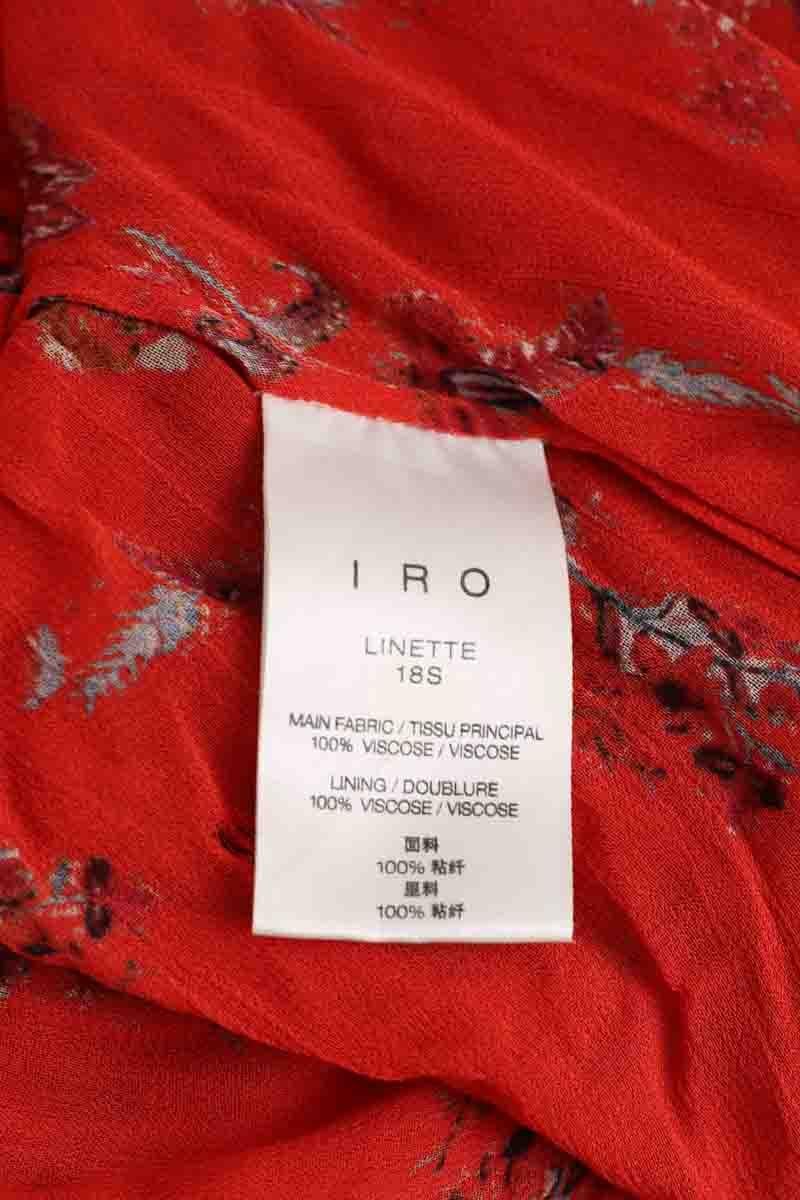 IRO
LINETTE
18S
MAIN FABRIC / TISSU PRINCIPAL
100% VISCOSE / VISCOSE
LINING / DOUBLURE
100% VISCOSE / VISCOSE
面料
100% 粘纤
里料
100% 粘纤